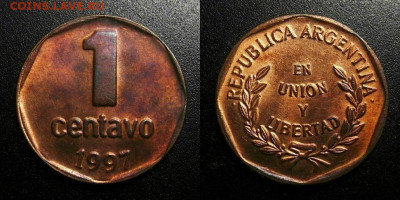 COINS.LAVE.RU
1
centavo
1997
REPUBLICA ARGENTINA
EN
UNION
Y
LIBERTAD